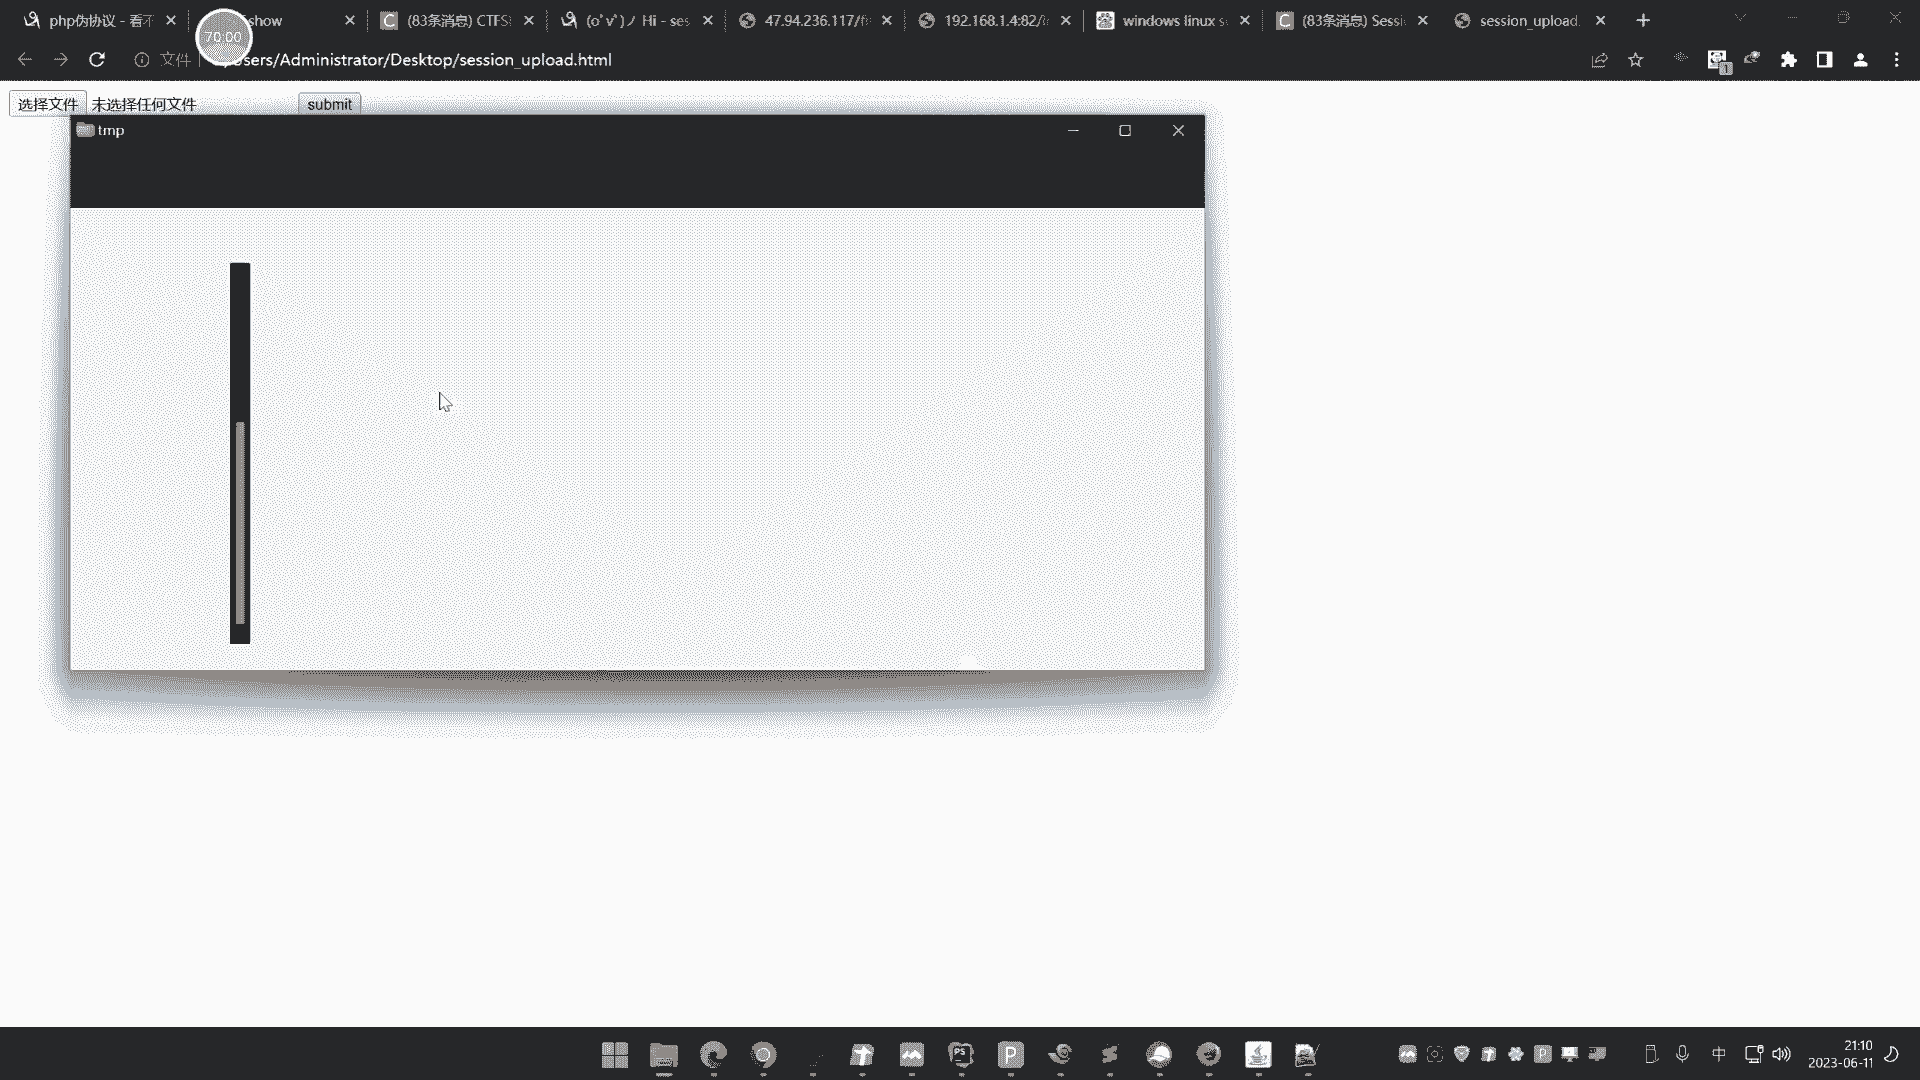 php伪协议 - 看不
show
(83条消息) CTFS
(oﾟvﾟ)ノ Hi - ses
47.94.236.117/f
192.168.1.4:82/
windows linux s
(83条消息) Sessi
session_upload.
70:00
文件
sers/Administrator/Desktop/session_upload.html
1
选择文件 未选择任何文件 submit
tmp
PS
P
中
21:10
2023-06-11